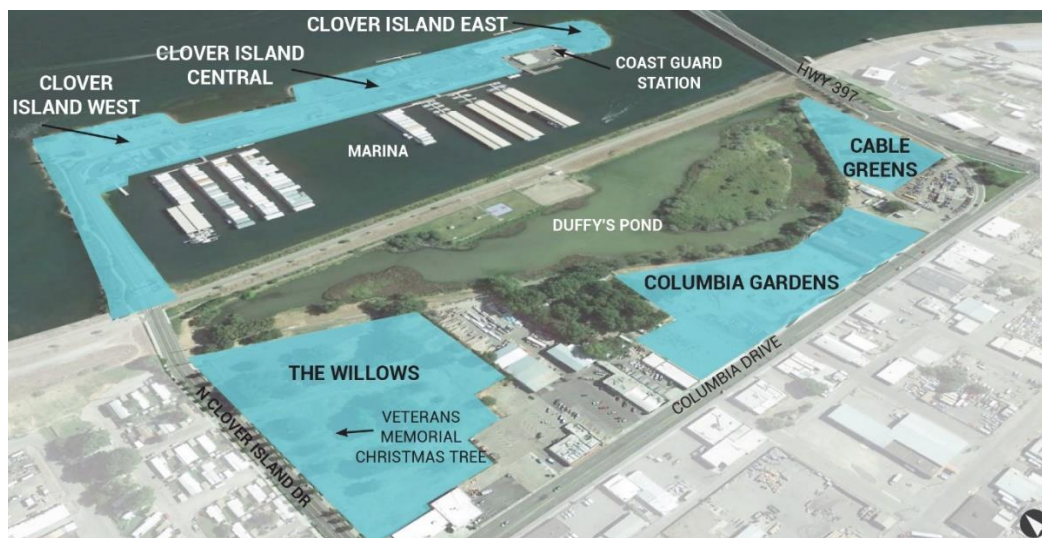 CLOVER ISLAND EAST
CLOVER ISLAND
CENTRAL
CLOVER
ISLAND WEST
COAST GUARD
STATION
HWY 397
MARINA
CABLE
GREENS
DUFFY'S POND
COLUMBIA GARDENS
THE WILLOWS
COLUMBIA DRIVE
VETERANS
MEMORIAL
CHRISTMAS TREE
N CLOVER ISLAND DR